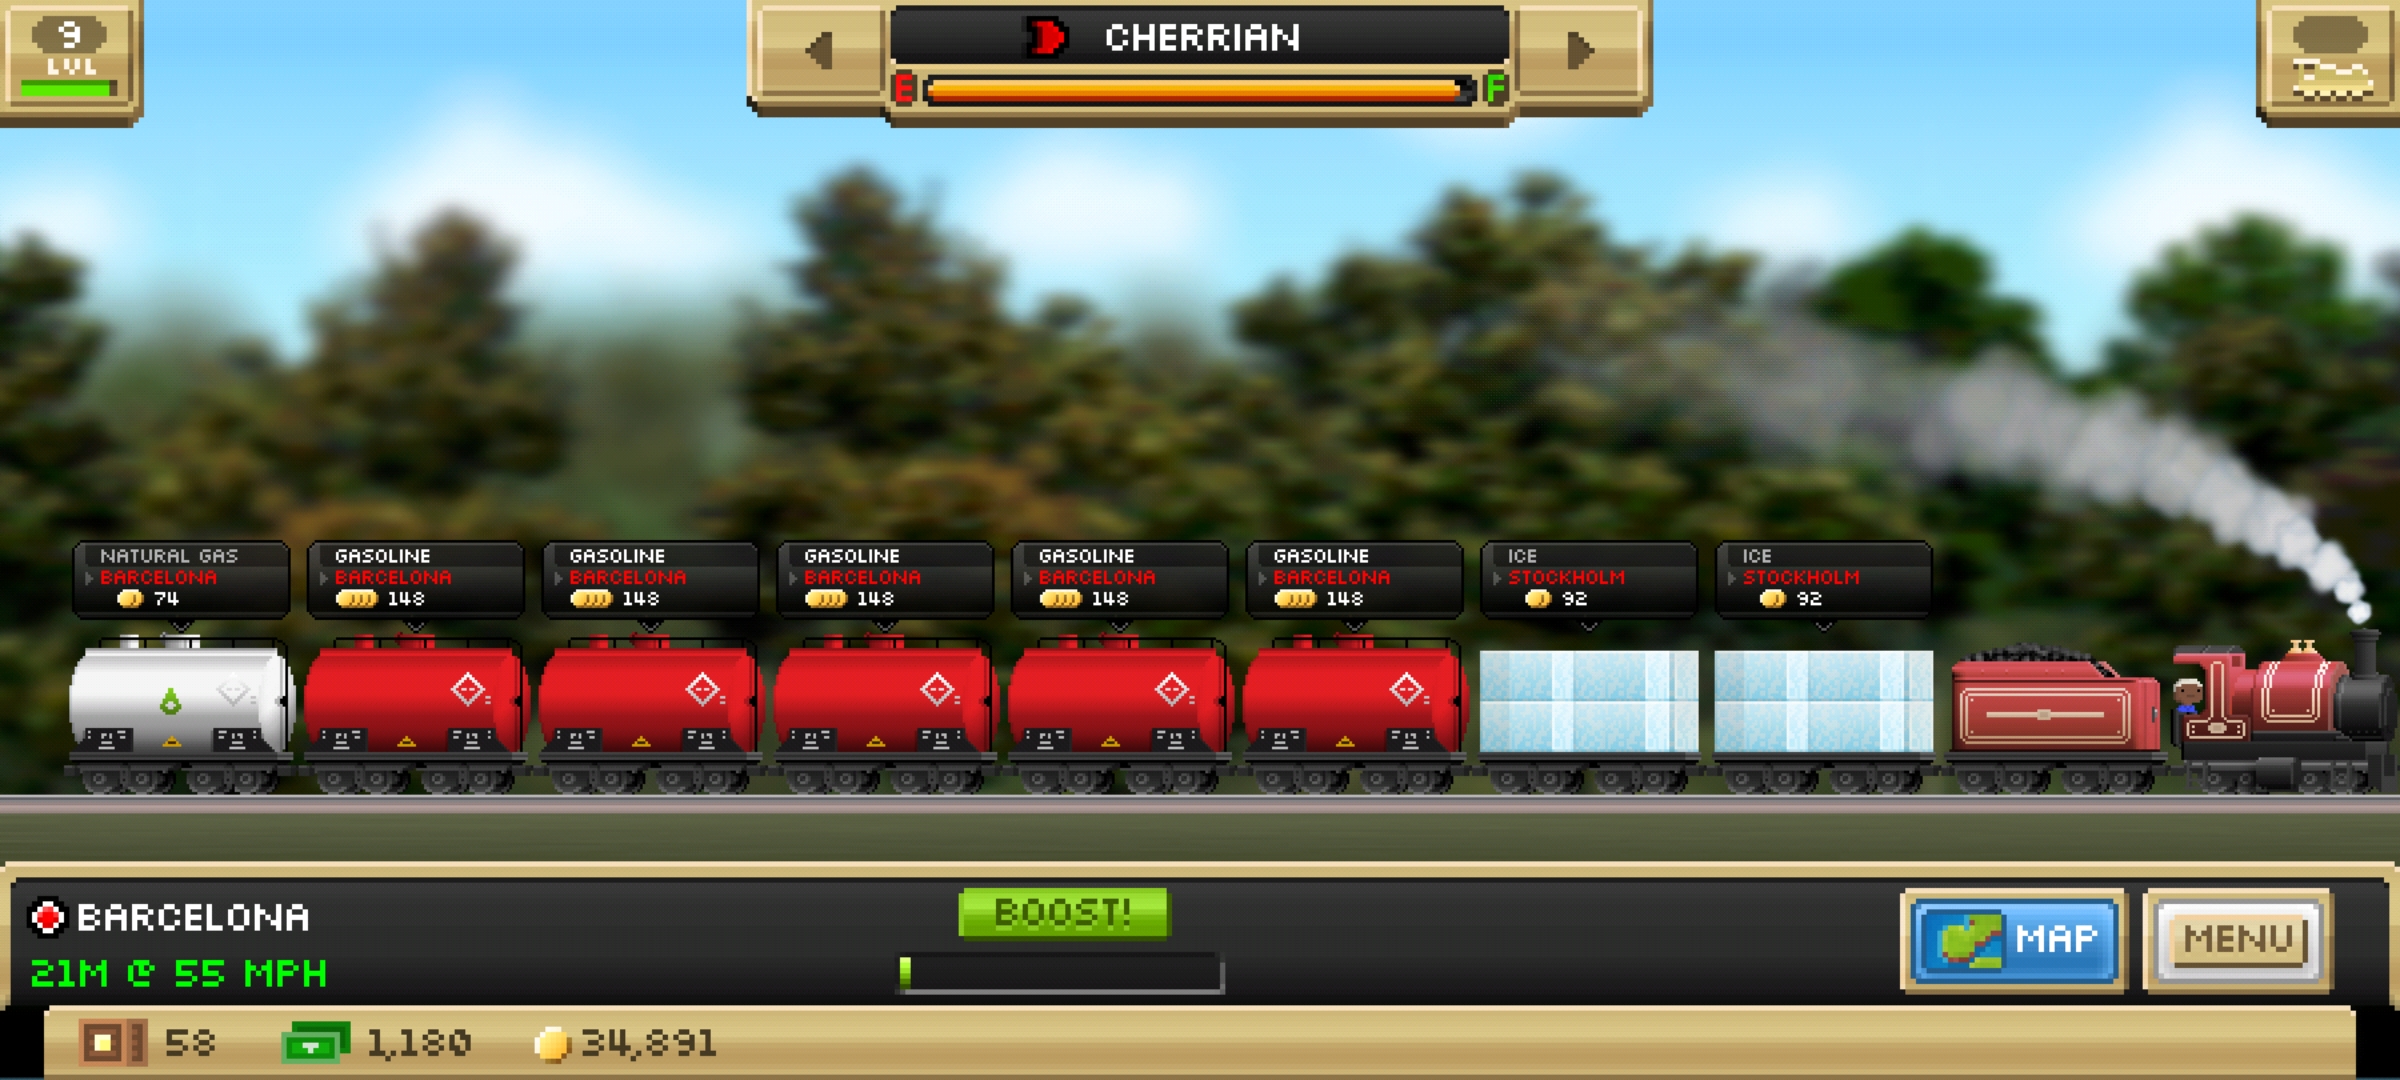 9
LVL
CHERRIAN
E F
NATURAL GAS
BARCELONA
74
GASOLINE
BARCELONA
148
GASOLINE
BARCELONA
148
GASOLINE
BARCELONA
148
GASOLINE
BARCELONA
148
GASOLINE
BARCELONA
148
ICE
STOCKHOLM
92
ICE
STOCKHOLM
92
BARCELONA
21M @ 55 MPH
BOOST!
MAP
MENU
58
1,180
34,891